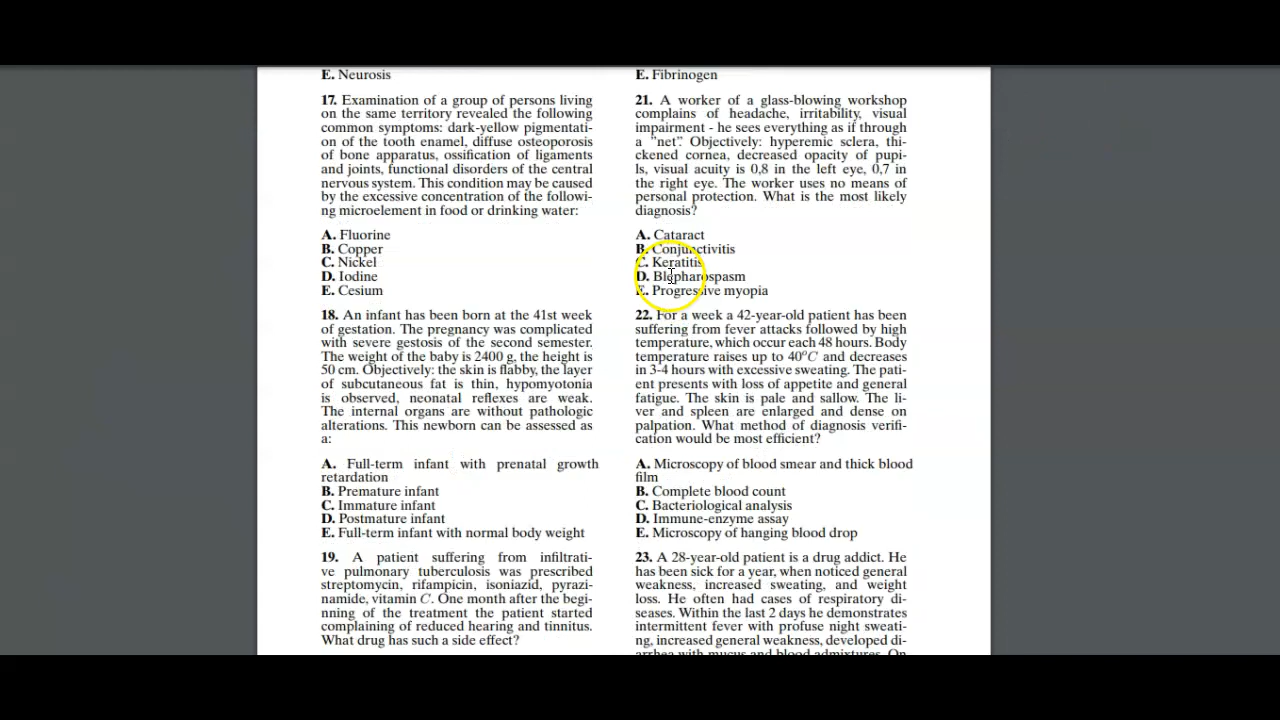 E. Neurosis
17. Examination of a group of persons living
on the same territory revealed the following
common symptoms: dark-yellow pigmentati-
on of the tooth enamel, diffuse osteoporosis
of bone apparatus, ossification of ligaments
and joints, functional disorders of the central
nervous system. This condition may be caused
by the excessive concentration of the followi-
ng microelement in food or drinking water:
A. Fluorine
B. Copper
C. Nickel
D. Iodine
E. Cesium
18. An infant has been born at the 41st week
of gestation. The pregnancy was complicated
with severe gestosis of the second semester.
The weight of the baby is 2400 g, the height is
50 cm. Objectively: the skin is flabby, the layer
of subcutaneous fat is thin, hypomyotonia
is observed, neonatal reflexes are weak.
The internal organs are without pathologic
alterations. This newborn can be assessed as
a:
A. Full-term infant with prenatal growth
retardation
B. Premature infant
C. Immature infant
D. Postmature infant
E. Full-term infant with normal body weight
19. A patient suffering from infiltrati-
ve pulmonary tuberculosis was prescribed
streptomycin, rifampicin, isoniazid, pyrazi-
namide, vitamin C. One month after the begi-
nning of the treatment the patient started
complaining of reduced hearing and tinnitus.
What drug has such a side effect?
E. Fibrinogen
21. A worker of a glass-blowing workshop
complains of headache, irritability, visual
impairment - he sees everything as if through
a "net". Objectively: hyperemic sclera, thi-
ckened cornea, decreased opacity of pupi-
ls, visual acuity is 0,8 in the left eye, 0,7 in
the right eye. The worker uses no means of
personal protection. What is the most likely
diagnosis?
A. Cataract
B. Conjunctivitis
C. Keratitis
D. Blepharospasm
E. Progressive myopia
22. For a week a 42-year-old patient has been
suffering from fever attacks followed by high
temperature, which occur each 48 hours. Body
temperature raises up to 40°C and decreases
in 3-4 hours with excessive sweating. The pati-
ent presents with loss of appetite and general
fatigue. The skin is pale and sallow. The li-
ver and spleen are enlarged and dense on
palpation. What method of diagnosis verifi-
cation would be most efficient?
A. Microscopy of blood smear and thick blood
film
B. Complete blood count
C. Bacteriological analysis
D. Immune-enzyme assay
E. Microscopy of hanging blood drop
23. A 28-year-old patient is a drug addict. He
has been sick for a year, when noticed general
weakness, increased sweating, and weight
loss. He often had cases of respiratory di-
seases. Within the last 2 days he demonstrates
intermittent fever with profuse night sweati-
ng, increased general weakness, developed di-
arrhea with mucus and blood admixtures. On